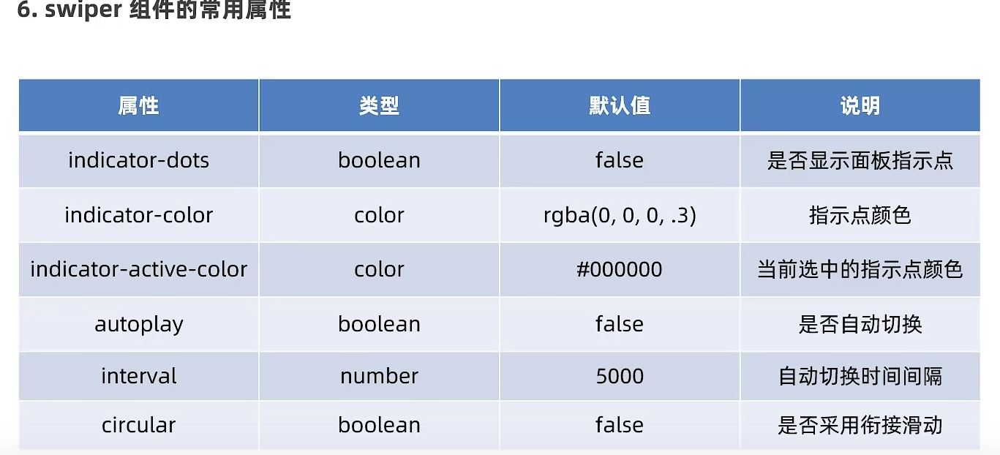 6. swiper 组件的常用属性
属性 类型 默认值 说明
indicator-dots boolean false 是否显示面板指示点
indicator-color color rgba(0, 0, 0, .3) 指示点颜色
indicator-active-color color #000000 当前选中的指示点颜色
autoplay boolean false 是否自动切换
interval number 5000 自动切换时间间隔
circular boolean false 是否采用衔接滑动